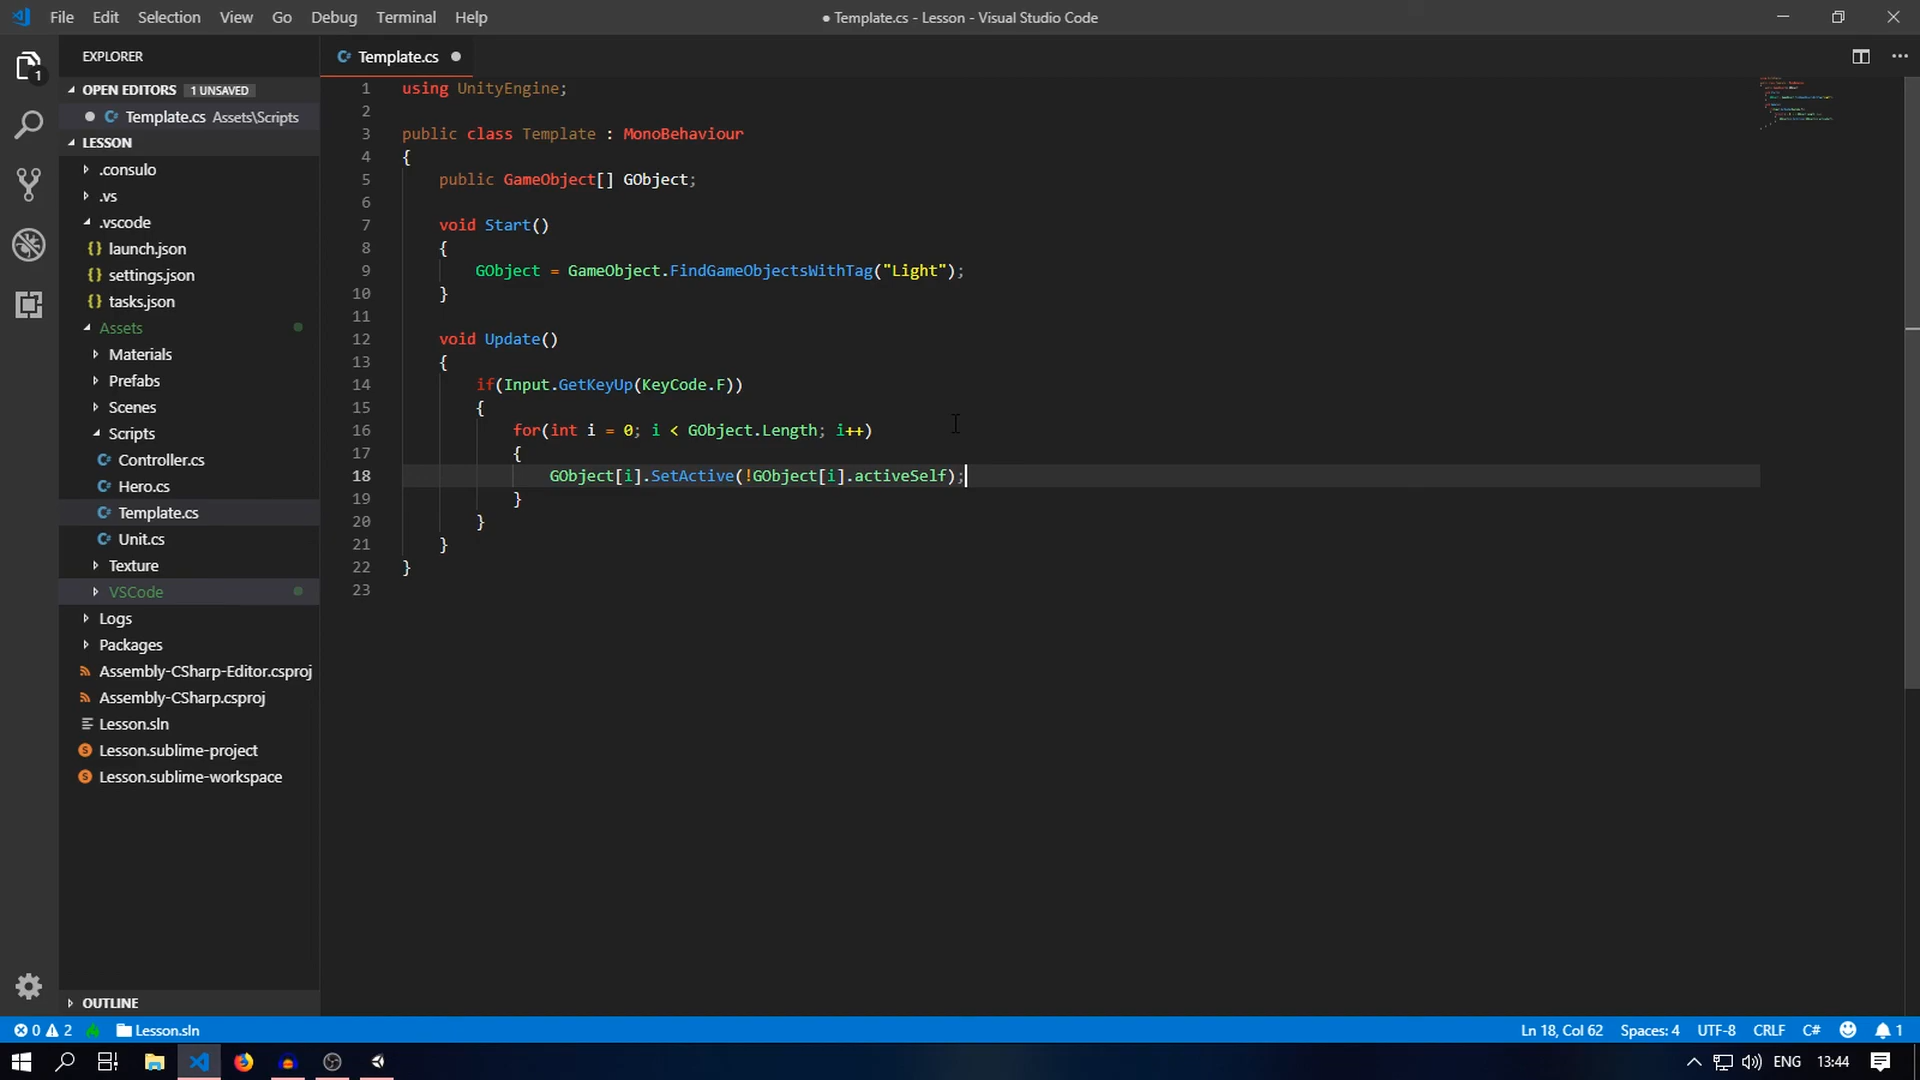 File Edit Selection View Go Debug Terminal Help
● Template.cs - Lesson - Visual Studio Code
EXPLORER
OPEN EDITORS 1 UNSAVED
Template.cs Assets\Scripts
LESSON
.consulo
.vs
.vscode
launch.json
settings.json
tasks.json
Assets
Materials
Prefabs
Scenes
Scripts
Controller.cs
Hero.cs
Template.cs
Unit.cs
Texture
VSCode
Logs
Packages
Assembly-CSharp-Editor.csproj
Assembly-CSharp.csproj
Lesson.sln
Lesson.sublime-project
Lesson.sublime-workspace
OUTLINE
1
Template.cs
1 using UnityEngine;
2
3 public class Template : MonoBehaviour
4 {
5 public GameObject[] GObject;
6
7 void Start()
8 {
9 GObject = GameObject.FindGameObjectsWithTag("Light");
10 }
11
12 void Update()
13 {
14 if(Input.GetKeyUp(KeyCode.F))
15 {
16 for(int i = 0; i < GObject.Length; i++)
17 {
18 GObject[i].SetActive(!GObject[i].activeSelf);
19 }
20 }
21 }
22 }
23
0 2 Lesson.sln
Ln 18, Col 62 Spaces: 4 UTF-8 CRLF C# 1
ENG 13:44